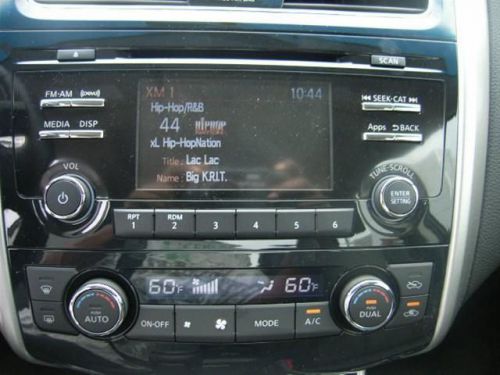 SCAN
FM·AM
XM 1
10:44
SEEK·CAT
Hip-Hop/R&B
MEDIA DISP
44 HIPHOP
Apps BACK
xL Hip-HopNation
Title : Lac Lac
VOL
TUNE·SCROLL
Name : Big K.R.I.T.
ENTER
SETTING
RPT
1
RDM
2
3
4
5
6
60°F
60°F
AUTO
ON·OFF
MODE
A/C
DUAL